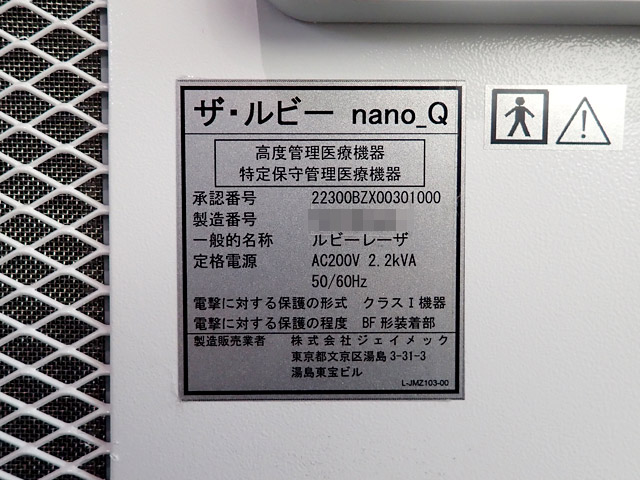 ザ・ルビー nano_Q
高度管理医療機器
特定保守管理医療機器
承認番号 22300BZX00301000
製造番号
一般的名称 ルビーレーザ
定格電源 AC200V 2.2kVA
50/60Hz
電撃に対する保護の形式 クラスⅠ機器
電撃に対する保護の程度 BF形装着部
製造販売業者 株式会社ジェイメック
東京都文京区湯島3-31-3
湯島東宝ビル
L-JMZ103-00